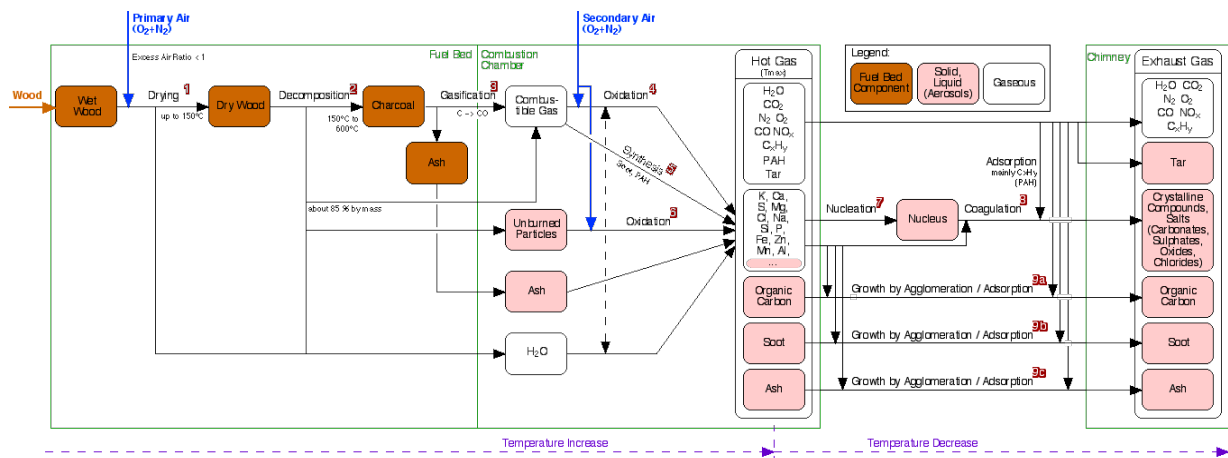 Primary Air
(O₂+N₂)
Excess Air Ratio < 1
Secondary Air
(O₂+N₂)
Fuel Bed
Combustion
Chamber
Hot Gas
(Tmax)
Legend:
Fuel Bed
Component
Solid,
Liquid
(Aerosols)
Gaseous
Chimney
Exhaust Gas
Wood
Wet
Wood
Drying 1
up to 150°C
Dry Wood
Decomposition 2
150°C to
600°C
Charcoal
Gasification 3
C -> CO
Combus-
tible Gas
Oxidation 4
Ash
Synthesis 5
Soot, PAH
about 85 % by mass
Unburned
Particles
Oxidation 6
Ash
H₂O
H₂O
CO₂
N₂ O₂
CO NOₓ
CₓHᵧ
PAH
Tar
K, Ca,
S, Mg,
Cl, Na,
Si, P,
Fe, Zn,
Mn, Al,
...
Organic
Carbon
Soot
Ash
Nucleation 7
Nucleus
Coagulation 8
Adsorption
mainly CxHy
(PAH)
Growth by Agglomeration / Adsorption 9a
Growth by Agglomeration / Adsorption 9b
Growth by Agglomeration / Adsorption 9c
H₂O CO₂
N₂ O₂
CO NOₓ
CₓHᵧ
Tar
Crystalline
Compounds,
Salts
(Carbonates,
Sulphates,
Oxides,
Chlorides)
Organic
Carbon
Soot
Ash
Temperature Increase
Temperature Decrease